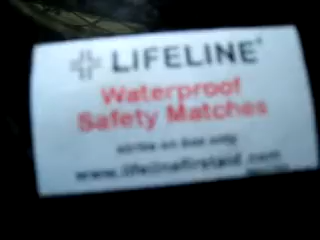 LIFELINE
Waterproof
Safety Matches
strike on box only
www.lifelinefirstaid.com